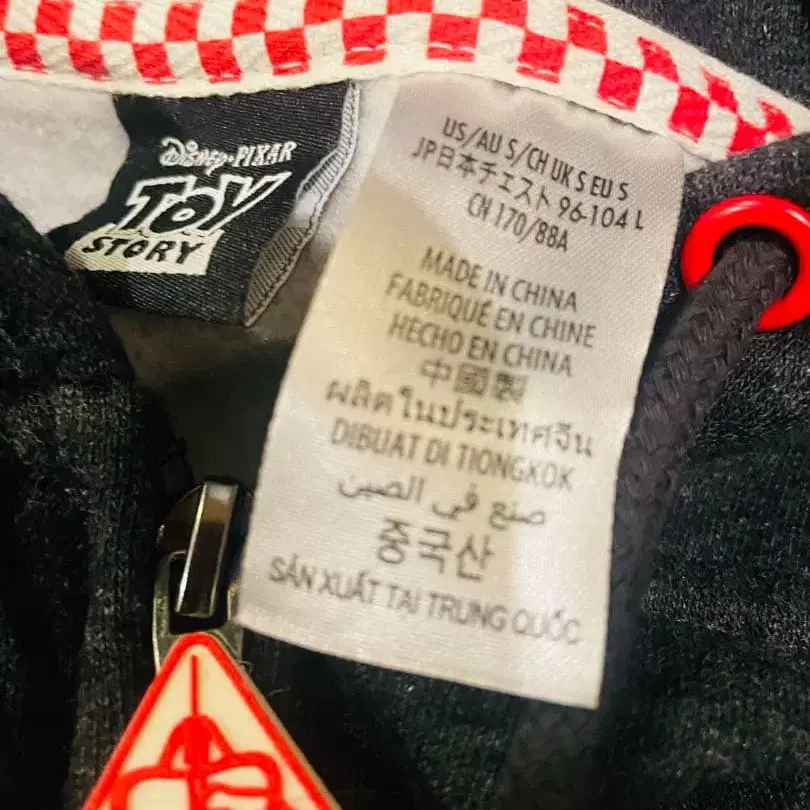 Disney·PIXAR
TOY
STORY
US/AU S/CH UK S EU S
JP日本チエスト 96-104 L
CN 170/88A
MADE IN CHINA
FABRIQUÉ EN CHINE
HECHO EN CHINA
中國製
ผลิตในประเทศจีน
DIBUAT DI TIONGKOK
صنع في الصين
중국산
SẢN XUẤT TẠI TRUNG QUỐC